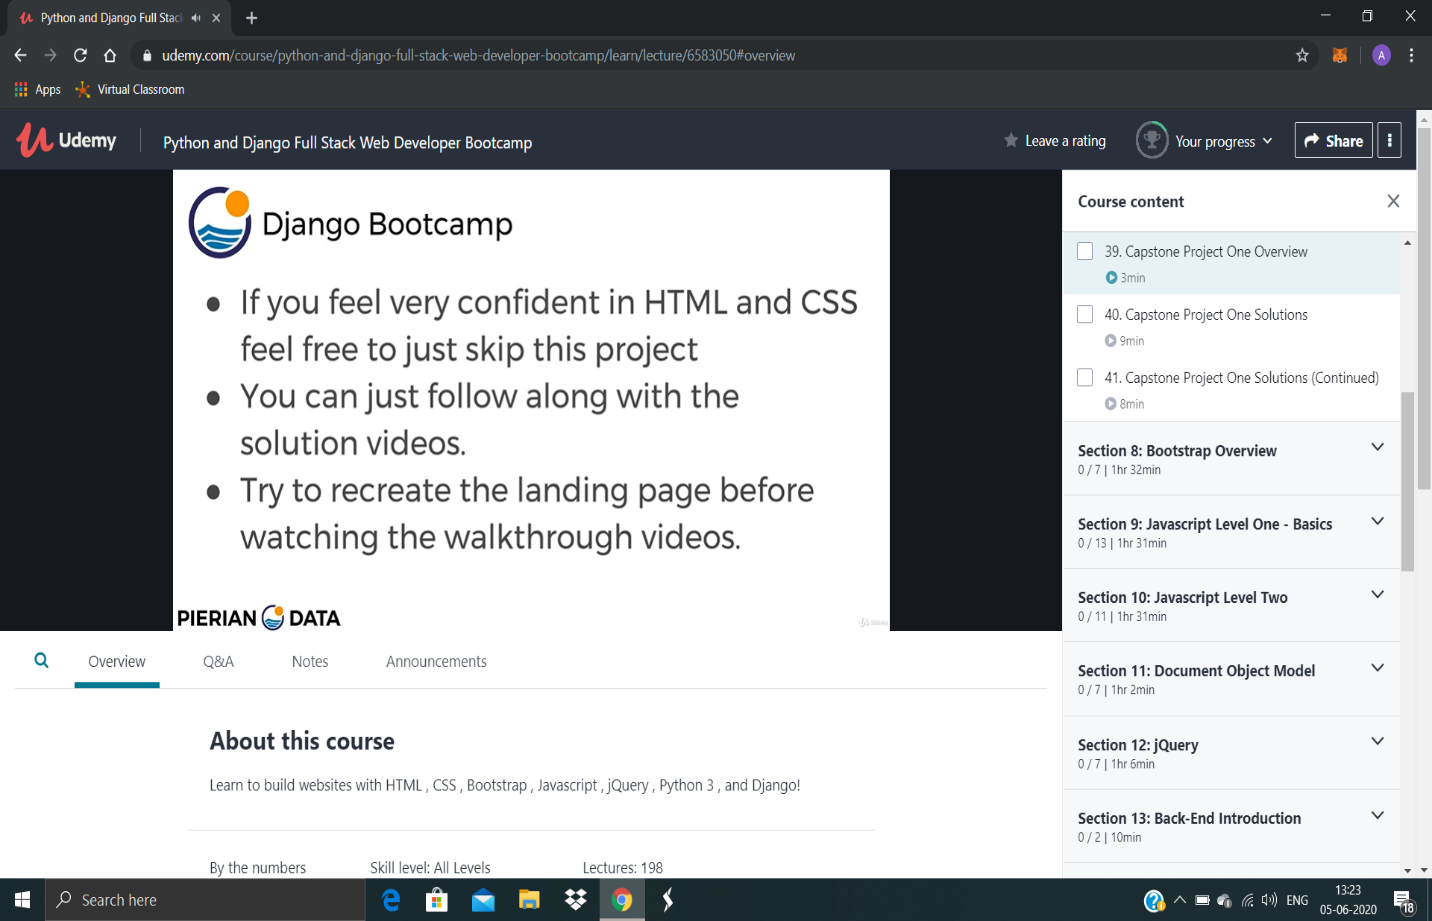 Python and Django Full Stac
udemy.com/course/python-and-django-full-stack-web-developer-bootcamp/learn/lecture/6583050#overview
A
Apps
Virtual Classroom
Udemy
Python and Django Full Stack Web Developer Bootcamp
Leave a rating
Your progress
Share
Django Bootcamp
● If you feel very confident in HTML and CSS
feel free to just skip this project
● You can just follow along with the
solution videos.
● Try to recreate the landing page before
watching the walkthrough videos.
PIERIAN DATA
Udemy
Course content
39. Capstone Project One Overview
3min
40. Capstone Project One Solutions
9min
41. Capstone Project One Solutions (Continued)
8min
Section 8: Bootstrap Overview
0 / 7 | 1hr 32min
Section 9: Javascript Level One - Basics
0 / 13 | 1hr 31min
Section 10: Javascript Level Two
0 / 11 | 1hr 31min
Section 11: Document Object Model
0 / 7 | 1hr 2min
Section 12: jQuery
0 / 7 | 1hr 6min
Section 13: Back-End Introduction
0 / 2 | 10min
Overview
Q&A
Notes
Announcements
About this course
Learn to build websites with HTML , CSS , Bootstrap , Javascript , jQuery , Python 3 , and Django!
By the numbers
Skill level: All Levels
Lectures: 198
Search here
ENG
13:23
05-06-2020
18